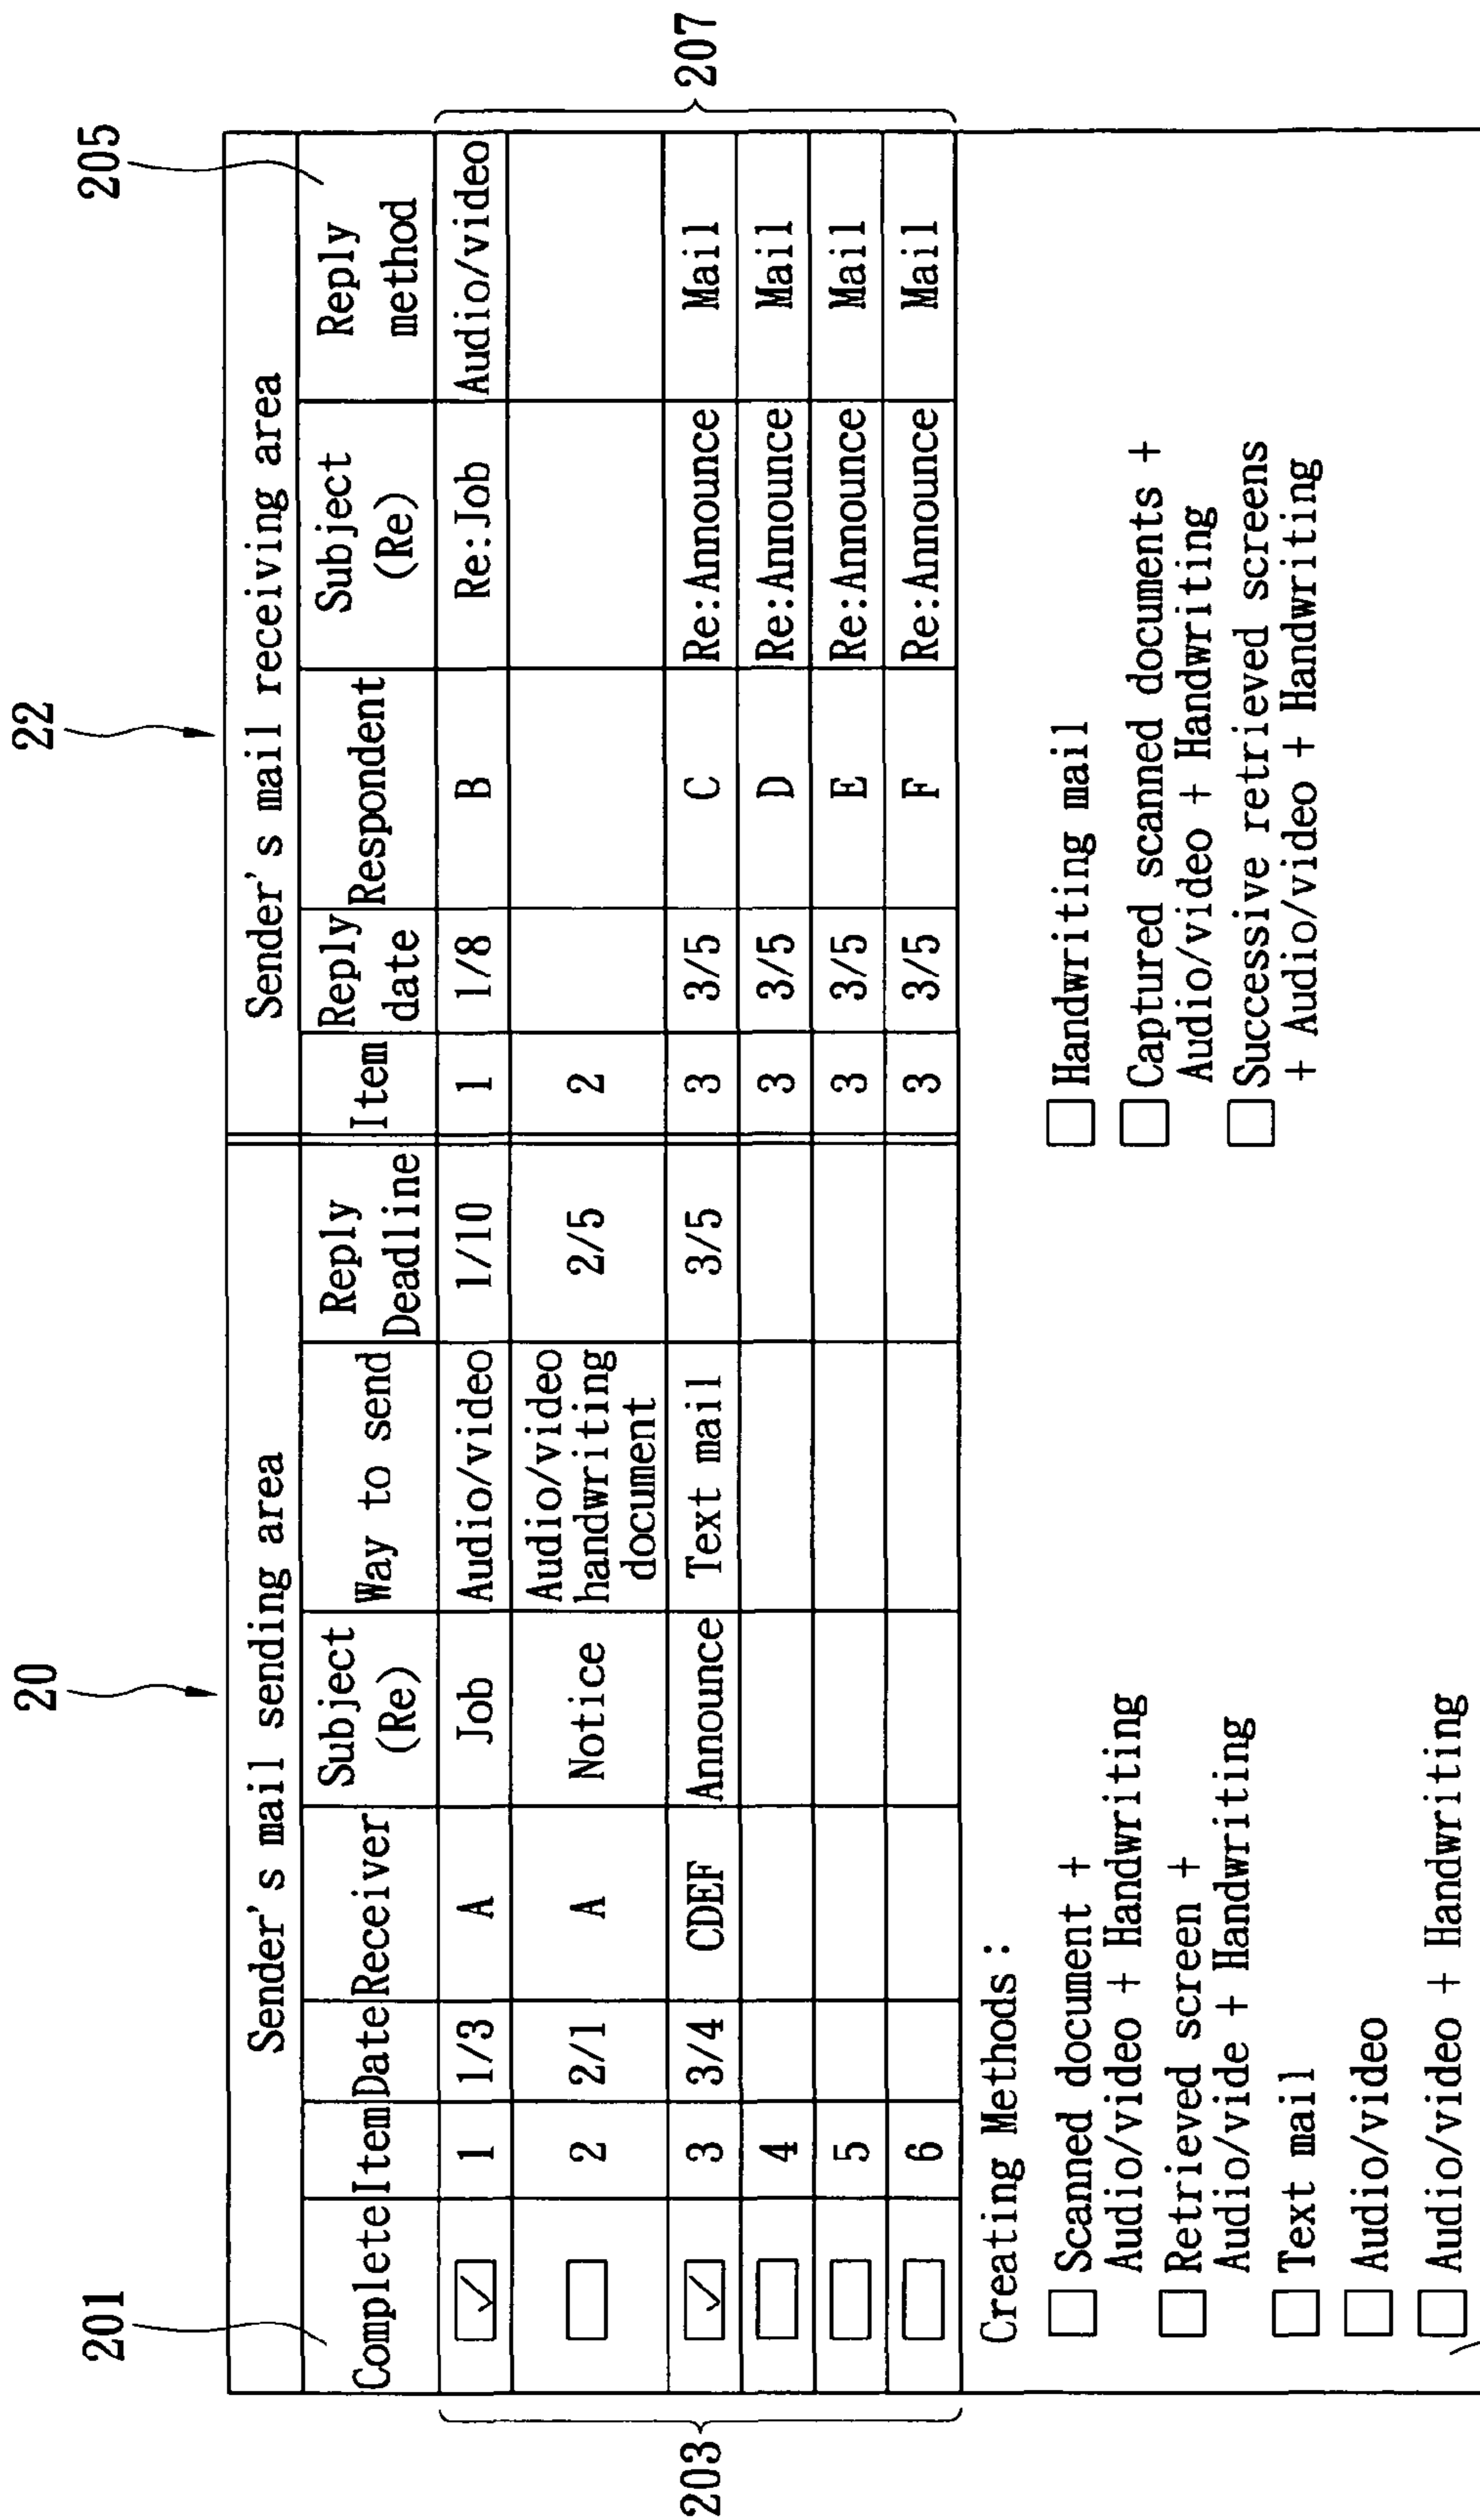 20
22
Sender's mail sending area
Sender's mail receiving area
201
205
Complete Item Date Receiver Subject (Re) Way to send Reply Deadline Item Reply date Respondent Subject (Re) Reply method
1 1/3 A Job Audio/video 1/10 1 1/8 B Re:Job Audio/video
2 2/1 A Notice Audio/video handwriting document 2/5 2
3 3/4 CDEF Announce Text mail 3/5 3 3/5 C Re:Announce Mail
4 3 3/5 D Re:Announce Mail
5 3 3/5 E Re:Announce Mail
6 3 3/5 F Re:Announce Mail
203
207
Creating Methods:
Scanned document +
Audio/video + Handwriting
Retrieved screen +
Audio/vide + Handwriting
Text mail
Audio/video
Audio/video + Handwriting
Handwriting mail
Captured scanned documents +
Audio/video + Handwriting
Successive retrieved screens
+ Audio/video + Handwriting